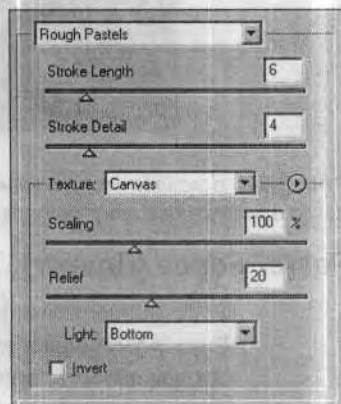 Rough Pastels
Stroke Length 6
Stroke Detail 4
Texture: Canvas
Scaling 100 %
Relief 20
Light: Bottom
Invert